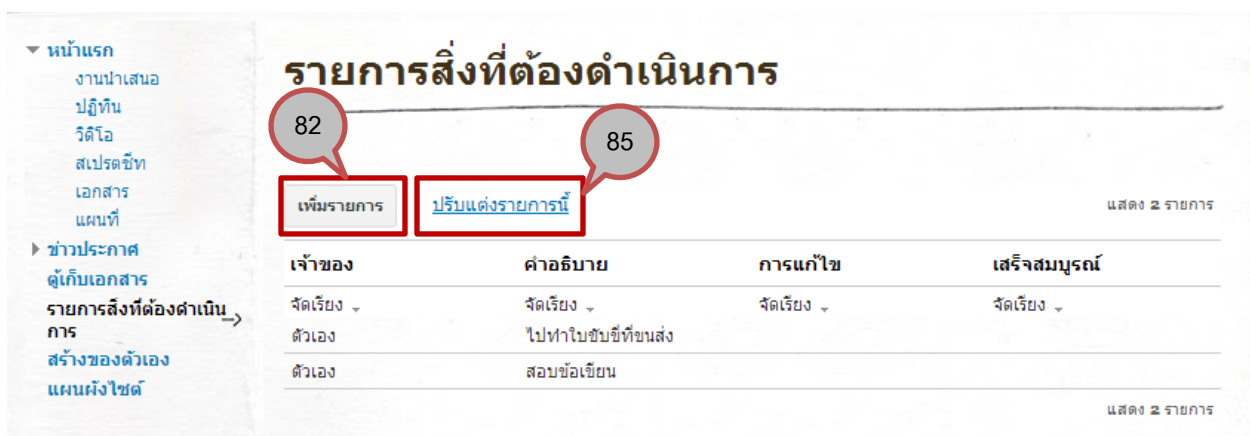 หน้าแรก
งานนำเสนอ
ปฏิทิน
วิดีโอ
สเปรดชีท
เอกสาร
แผนที่
ข่าวประกาศ
ตู้เก็บเอกสาร
รายการสิ่งที่ต้องดำเนิน
การ
สร้างของตัวเอง
แผนผังไซต์
รายการสิ่งที่ต้องดำเนินการ
82
85
เพิ่มรายการ ปรับแต่งรายการนี้ แสดง 2 รายการ
เจ้าของ คำอธิบาย การแก้ไข เสร็จสมบูรณ์
จัดเรียง จัดเรียง จัดเรียง จัดเรียง
ตัวเอง ไปทำใบขับขี่ที่ขนส่ง
ตัวเอง สอบข้อเขียน
แสดง 2 รายการ